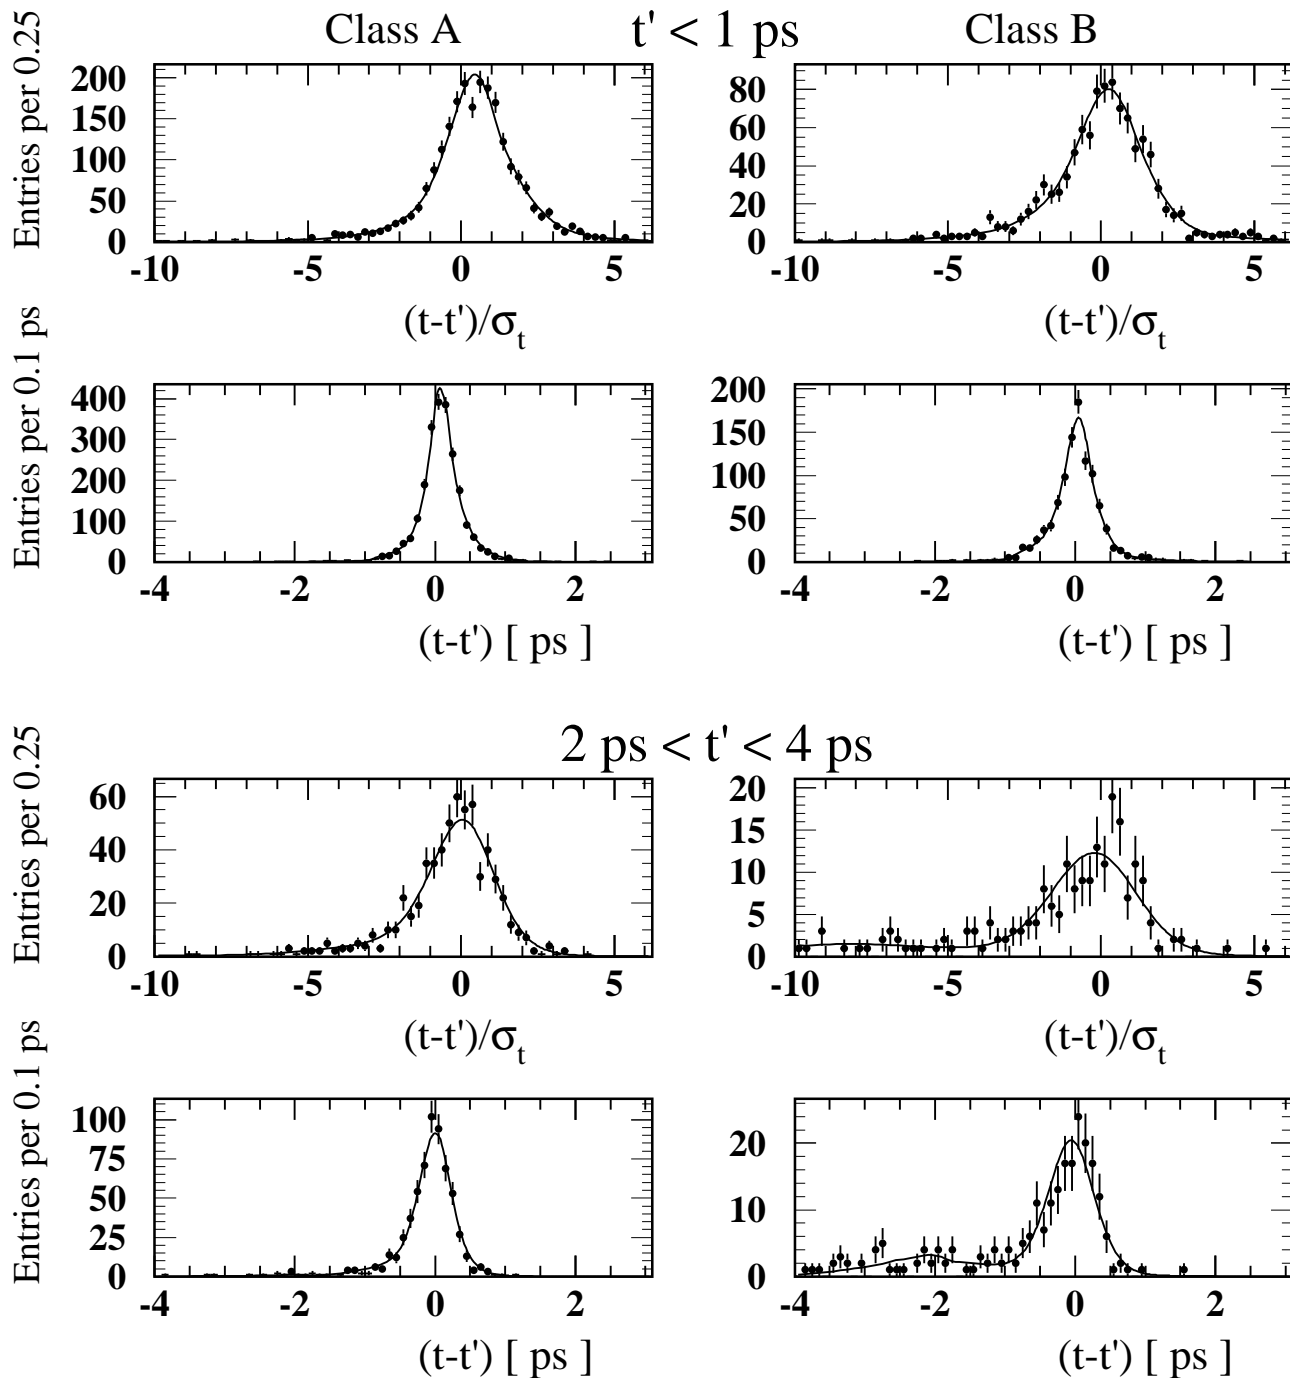 Class A t' < 1 ps Class B
Entries per 0.25
200
150
100
50
0
-10 -5 0 5
(t-t')/σt
80
60
40
20
0
-10 -5 0 5
(t-t')/σt
Entries per 0.1 ps
400
300
200
100
0
-4 -2 0 2
(t-t') [ ps ]
200
150
100
50
0
-4 -2 0 2
(t-t') [ ps ]
2 ps < t' < 4 ps
Entries per 0.25
60
40
20
0
-10 -5 0 5
(t-t')/σt
20
15
10
5
0
-10 -5 0 5
(t-t')/σt
Entries per 0.1 ps
100
75
50
25
0
-4 -2 0 2
(t-t') [ ps ]
20
10
0
-4 -2 0 2
(t-t') [ ps ]